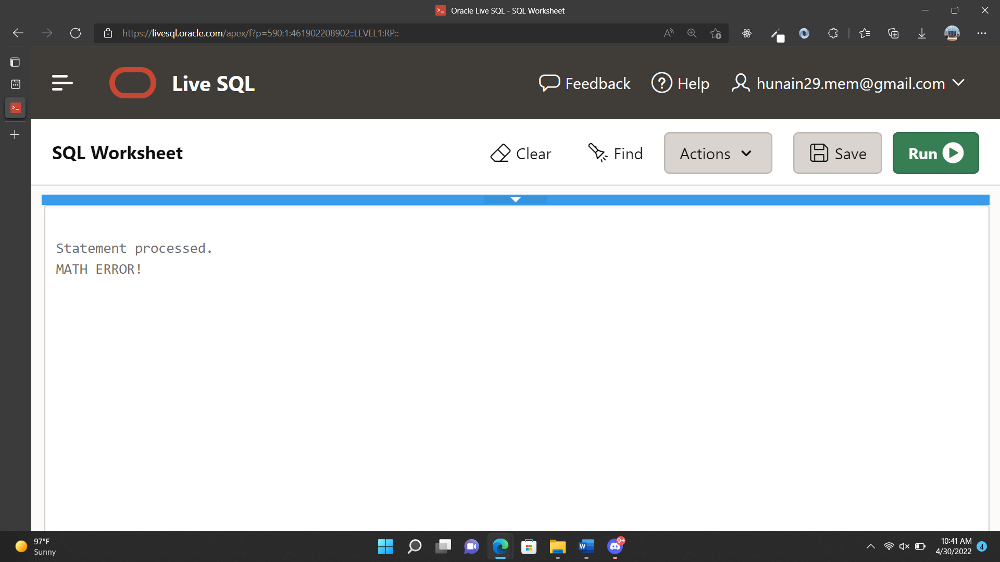 Oracle Live SQL - SQL Worksheet
https://livesql.oracle.com/apex/f?p=590:1:461902208902::LEVEL1:RP::
Live SQL
Feedback
Help
hunain29.mem@gmail.com
SQL Worksheet
Clear
Find
Actions
Save
Run
Statement processed.
MATH ERROR!
97°F
Sunny
9+
10:41 AM
4/30/2022
4